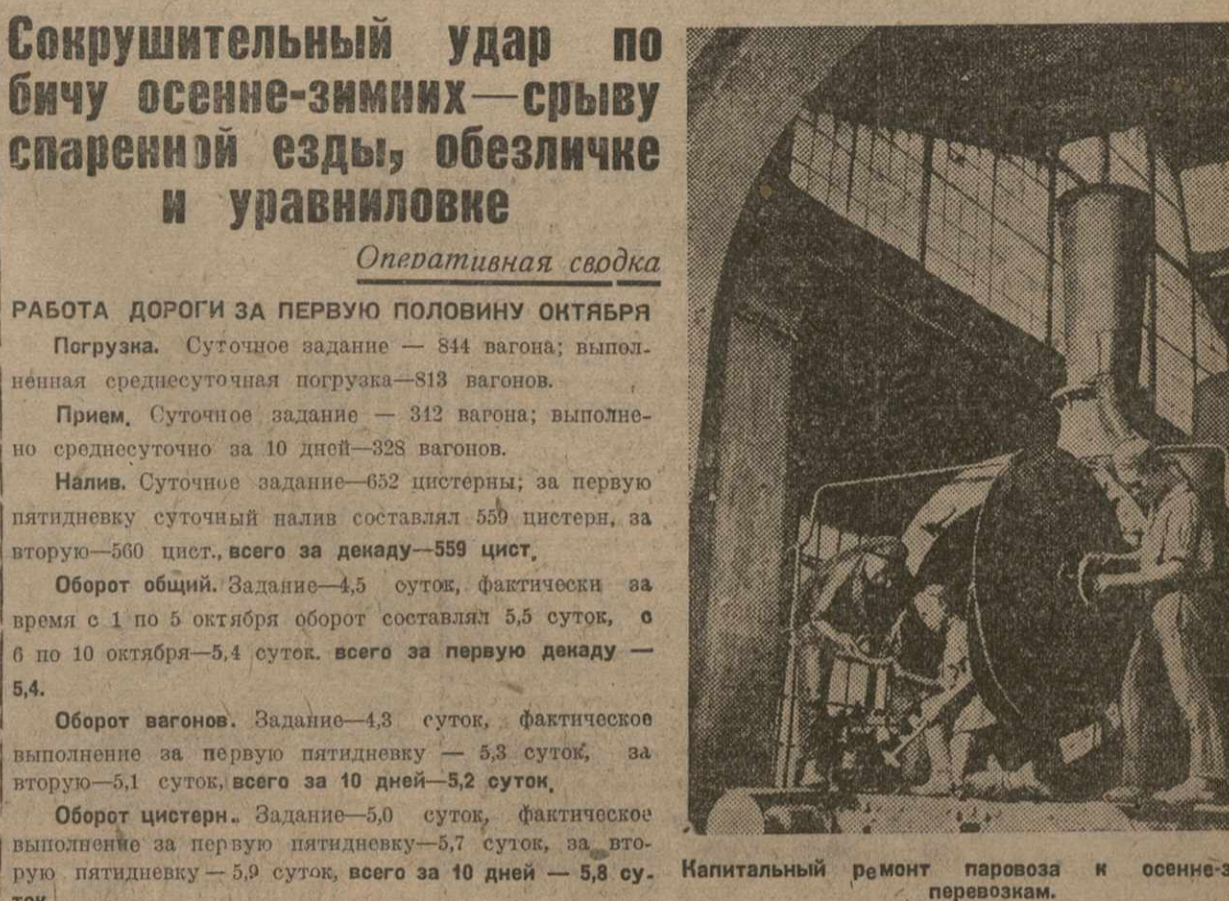 Сокрушительный удар по
бичу осенне-зимних—срыву
спаренной езды, обезличке
и уравниловке
Оперативная сводка
РАБОТА ДОРОГИ ЗА ПЕРВУЮ ПОЛОВИНУ ОКТЯБРЯ
Погрузка. Суточное задание — 844 вагона; выпол-
ненная среднесуточная погрузка—813 вагонов.
Прием. Суточное задание — 312 вагона; выполне-
но среднесуточно за 10 дней—328 вагонов.
Налив. Суточное задание—652 цистерны; за первую
пятидневку суточный налив составлял 559 цистерн, за
вторую—560 цист., всего за декаду—559 цист.
Оборот общий. Задание—4,5 суток, фактически за
время с 1 по 5 октября оборот составлял 5,5 суток, с
6 по 10 октября—5,4 суток. всего за первую декаду —
5,4.
Оборот вагонов. Задание—4,3 суток, фактическое
выполнение за первую пятидневку — 5,3 суток, за
вторую—5,1 суток, всего за 10 дней—5,2 суток.
Оборот цистерн. Задание—5,0 суток, фактическое
выполнение за первую пятидневку—5,7 суток, за вто-
рую пятидневку — 5,9 суток, всего за 10 дней — 5,8 су-
ток.
Капитальный ремонт паровоза к осенне-з
перевозкам.